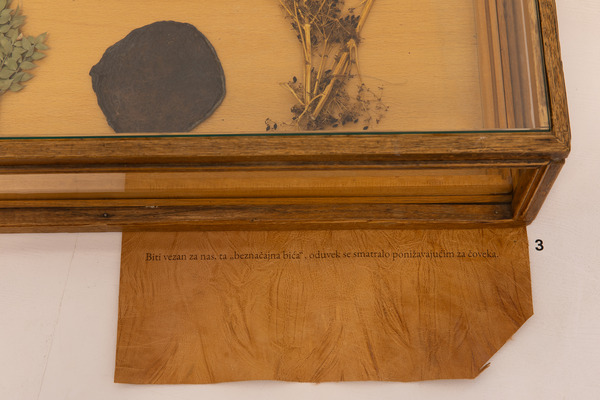 Biti vezan za nas, ta „beznačajna bića“, oduvek se smatralo ponižavajućim za čoveka.
3